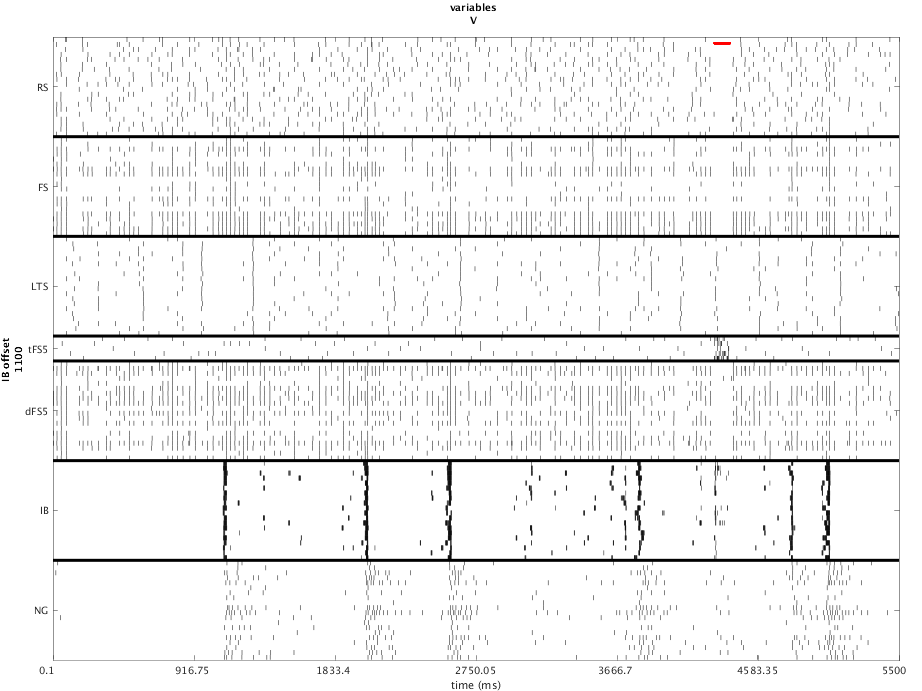 variables
V
RS
FS
LTS
tFS5
dFS5
IB
NG
IB offset
1100
0.1 916.75 1833.4 2750.05 3666.7 4583.35 5500
time (ms)